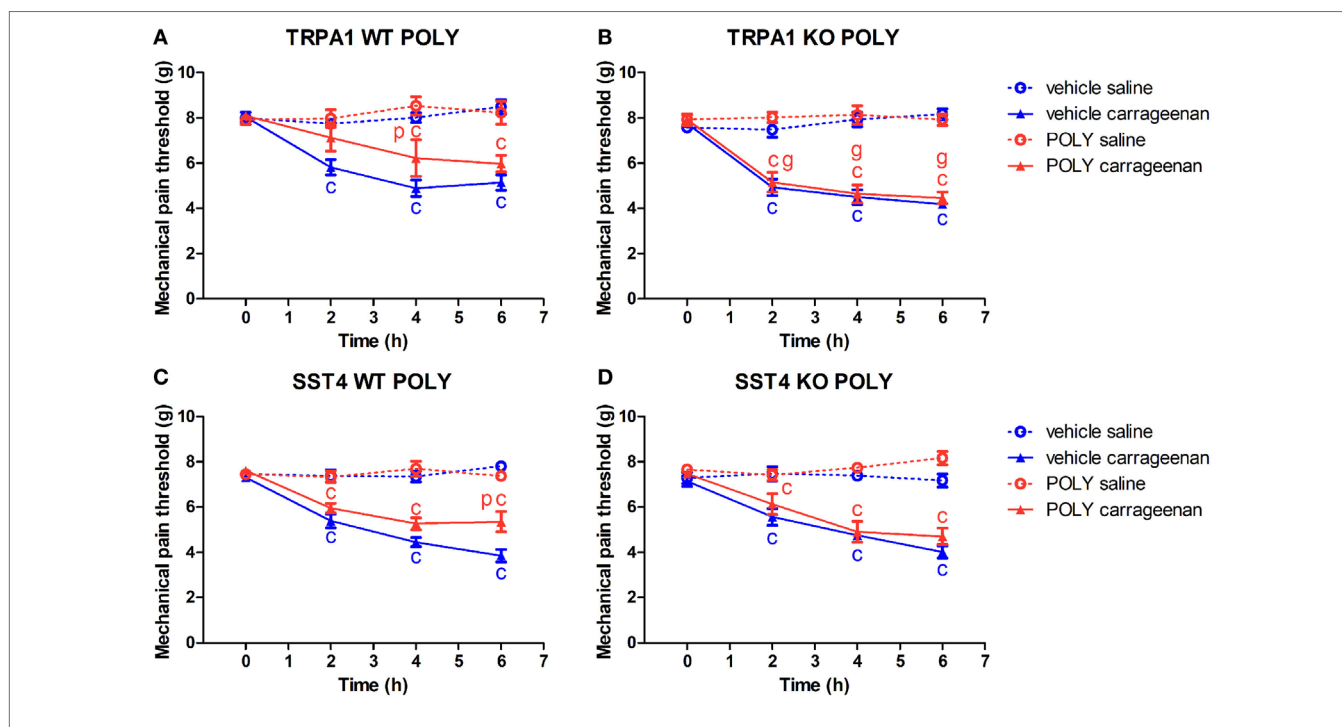 A TRPA1 WT POLY
Mechanical pain threshold (g)
10
8
6
4
2
0
p c
c
c
c
c
0 1 2 3 4 5 6 7
Time (h)
B TRPA1 KO POLY
Mechanical pain threshold (g)
10
8
6
4
2
0
c g
g
c
g
c
c
c
c
0 1 2 3 4 5 6 7
Time (h)
vehicle saline
vehicle carrageenan
POLY saline
POLY carrageenan
C SST4 WT POLY
Mechanical pain threshold (g)
10
8
6
4
2
0
c
c
p c
c
c
c
0 1 2 3 4 5 6 7
Time (h)
D SST4 KO POLY
Mechanical pain threshold (g)
10
8
6
4
2
0
c
c
c
c
c
c
0 1 2 3 4 5 6 7
Time (h)
vehicle saline
vehicle carrageenan
POLY saline
POLY carrageenan